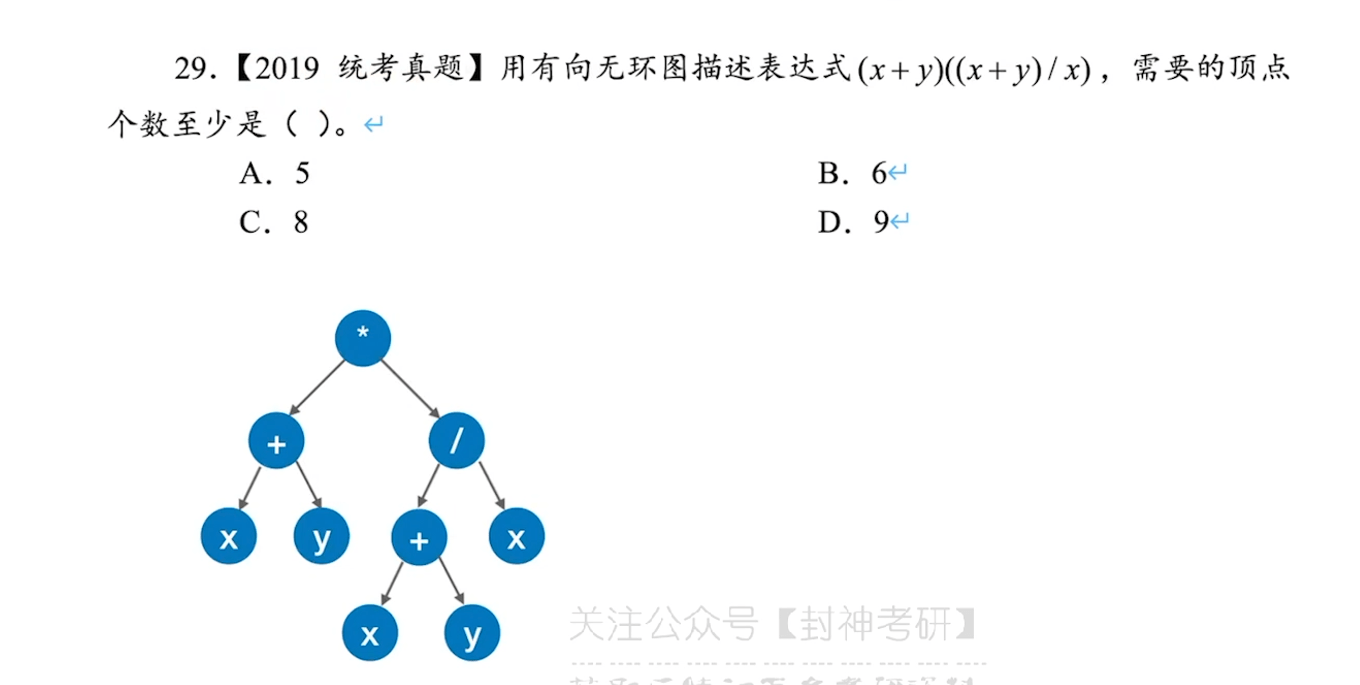 29.【2019 统考真题】用有向无环图描述表达式(x+y)((x+y)/x)，需要的顶点
个数至少是（ ）。↵
A．5 B．6↵
C．8 D．9↵
*
+ /
x y + x
x y
关注公众号【封神考研】